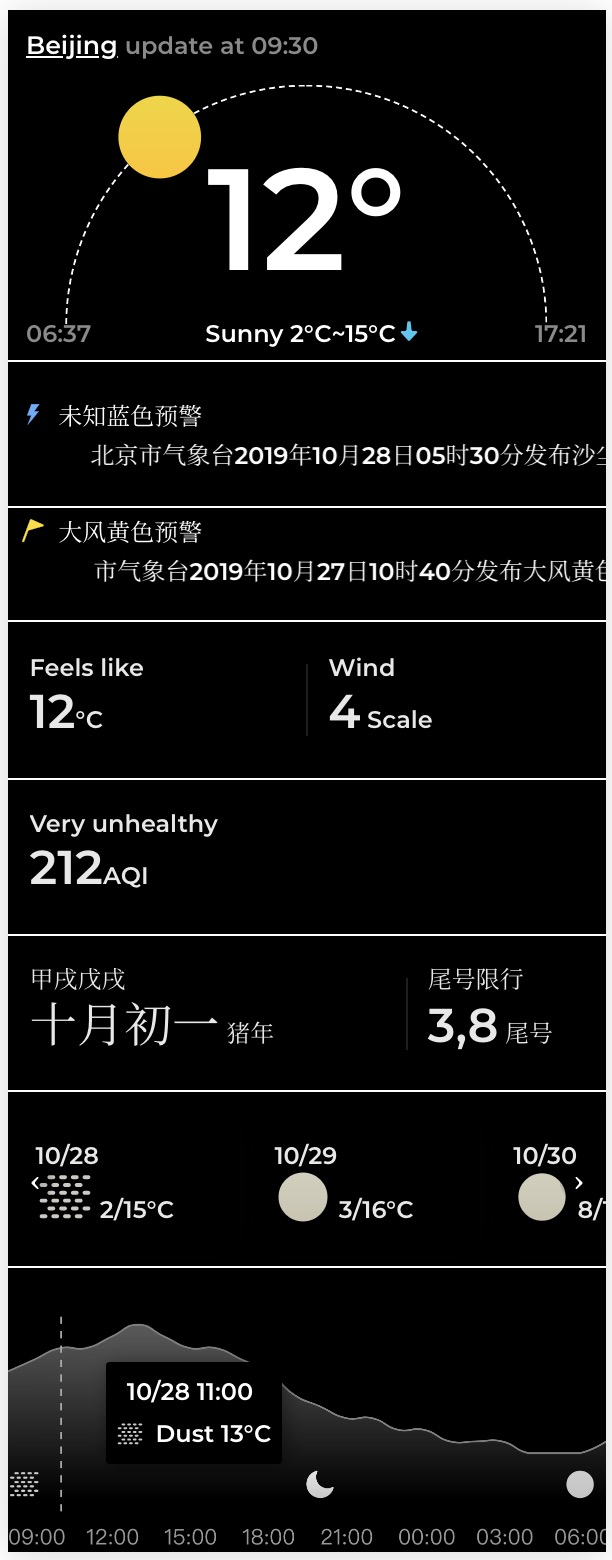 Beijing update at 09:30
12°
06:37 Sunny 2°C~15°C 17:21
未知蓝色预警
北京市气象台2019年10月28日05时30分发布沙
大风黄色预警
市气象台2019年10月27日10时40分发布大风黄色
Feels like Wind
12°C 4 Scale
Very unhealthy
212AQI
甲戌戊戌 尾号限行
十月初一 猪年 3,8 尾号
10/28 10/29 10/30
‹ 2/15°C 3/16°C 8/ ›
10/28 11:00
Dust 13°C
09:00 12:00 15:00 18:00 21:00 00:00 03:00 06:00